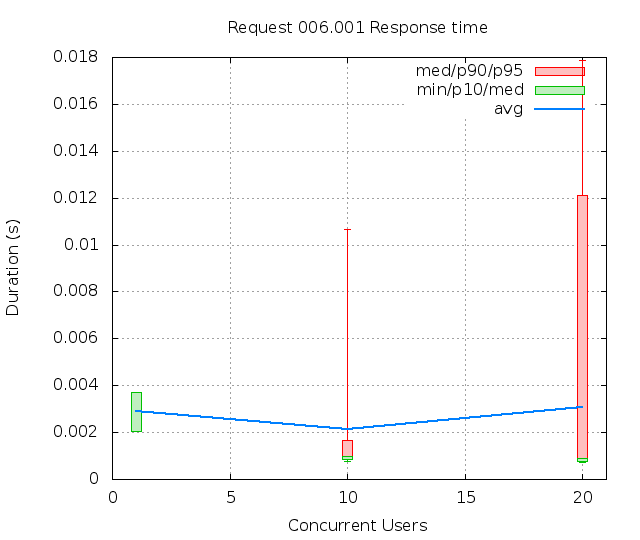 Request 006.001 Response time
med/p90/p95
min/p10/med
avg
Duration (s)
0.018
0.016
0.014
0.012
0.01
0.008
0.006
0.004
0.002
0
0 5 10 15 20
Concurrent Users